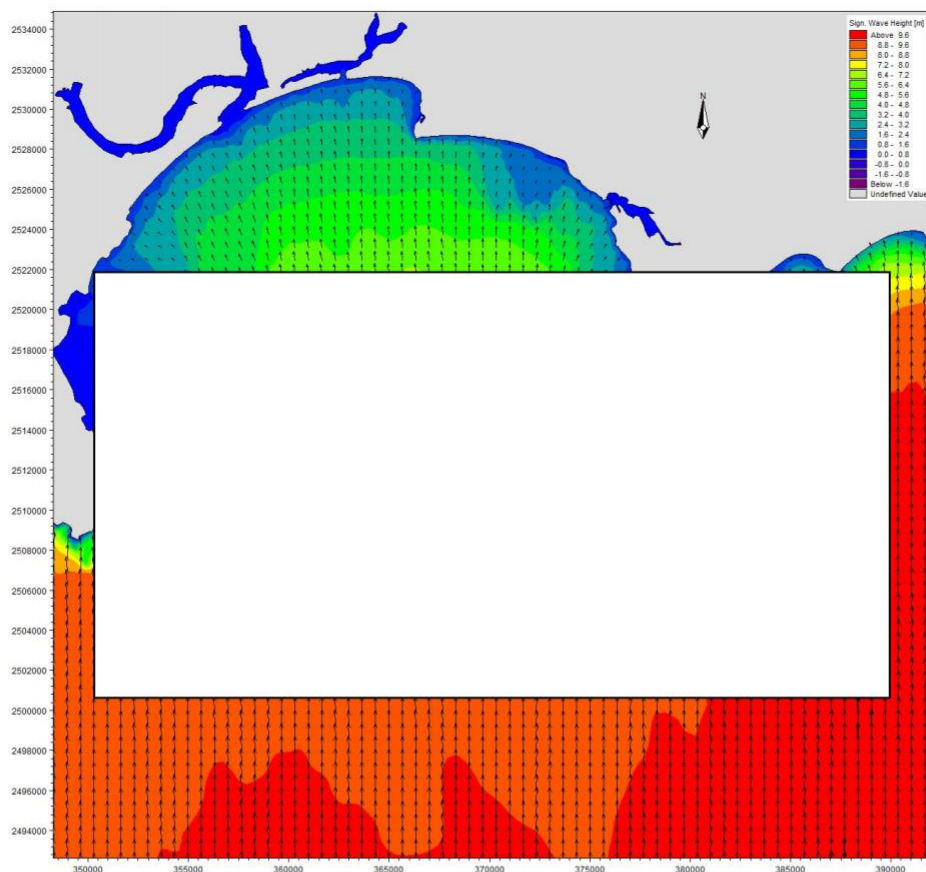 Sign. Wave Height [m]
Above 9.6
8.8 - 9.6
8.0 - 8.8
7.2 - 8.0
6.4 - 7.2
5.6 - 6.4
4.8 - 5.6
4.0 - 4.8
3.2 - 4.0
2.4 - 3.2
1.6 - 2.4
0.8 - 1.6
0.0 - 0.8
-0.8 - 0.0
-1.6 - -0.8
Below -1.6
Undefined Value
N
2534000
2532000
2530000
2528000
2526000
2524000
2522000
2520000
2518000
2516000
2514000
2512000
2510000
2508000
2506000
2504000
2502000
2500000
2498000
2496000
2494000
350000 355000 360000 365000 370000 375000 380000 385000 390000